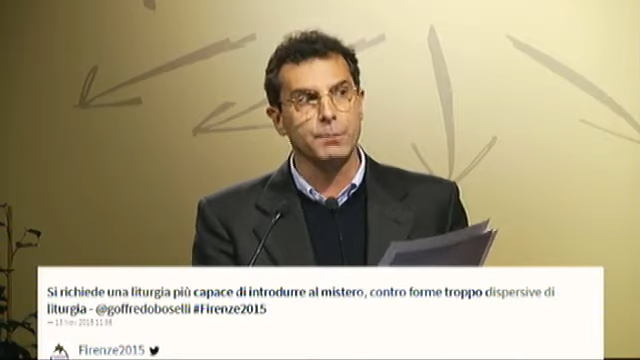 Si richiede una liturgia più capace di introdurre al mistero, contro forme troppo dispersive di
liturgia - @goffredoboselli #Firenze2015
Firenze2015